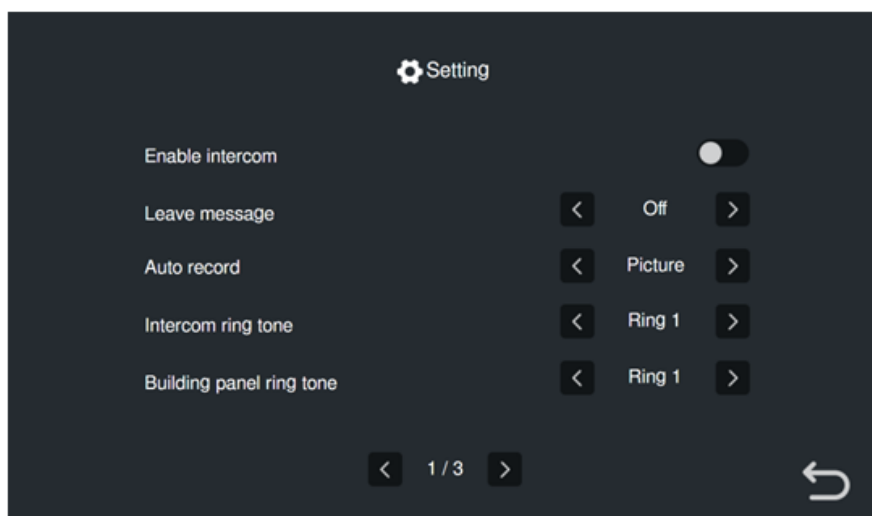 Setting
Enable intercom
Leave message Off
Auto record Picture
Intercom ring tone Ring 1
Building panel ring tone Ring 1
1 / 3